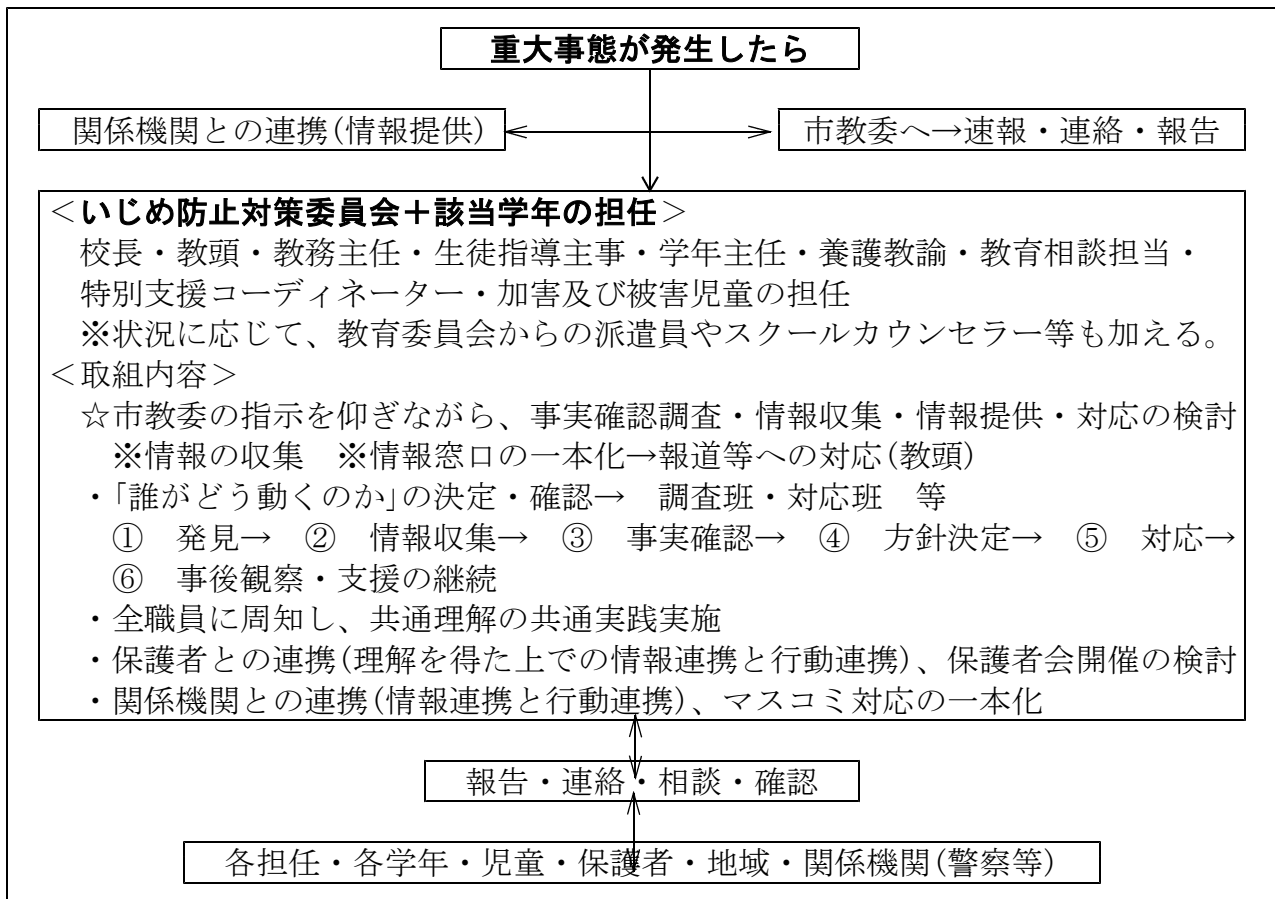 重大事態が発生したら
関係機関との連携(情報提供)
市教委へ→速報・連絡・報告
＜いじめ防止対策委員会＋該当学年の担任＞
校長・教頭・教務主任・生徒指導主事・学年主任・養護教諭・教育相談担当・
特別支援コーディネーター・加害及び被害児童の担任
※状況に応じて、教育委員会からの派遣員やスクールカウンセラー等も加える。
＜取組内容＞
☆市教委の指示を仰ぎながら、事実確認調査・情報収集・情報提供・対応の検討
※情報の収集　※情報窓口の一本化→報道等への対応(教頭)
・「誰がどう動くのか」の決定・確認→　調査班・対応班　等
①　発見→　②　情報収集→　③　事実確認→　④　方針決定→　⑤　対応→
⑥　事後観察・支援の継続
・全職員に周知し、共通理解の共通実践実施
・保護者との連携(理解を得た上での情報連携と行動連携)、保護者会開催の検討
・関係機関との連携(情報連携と行動連携)、マスコミ対応の一本化
報告・連絡・相談・確認
各担任・各学年・児童・保護者・地域・関係機関(警察等)